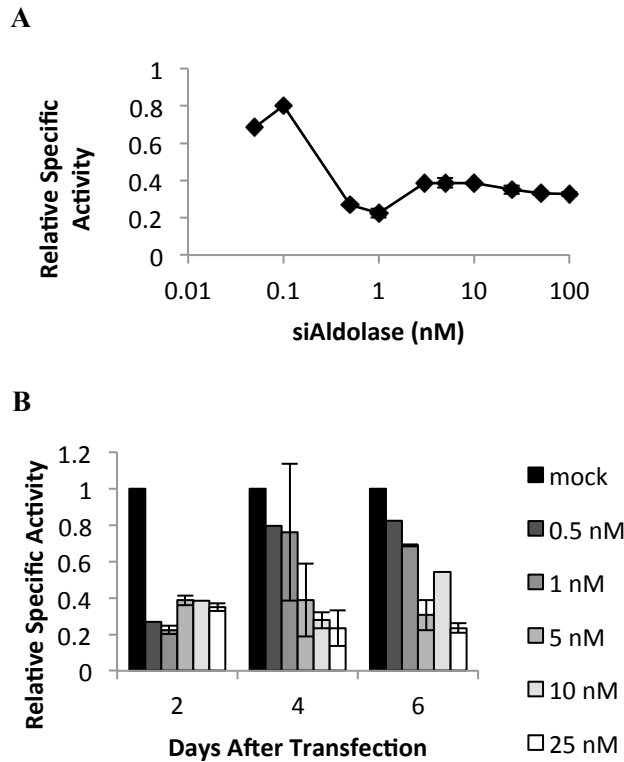 A
Relative Specific
Activity
1
0.8
0.6
0.4
0.2
0
0.01 0.1 1 10 100
siAldolase (nM)
B
Relative Specific Activity
1.2
1
0.8
0.6
0.4
0.2
0
2 4 6
Days After Transfection
mock
0.5 nM
1 nM
5 nM
10 nM
25 nM